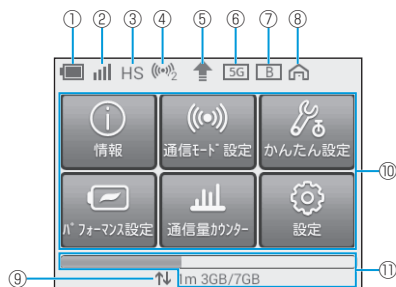 ① ② ③ ④ ⑤ ⑥ ⑦ ⑧
HS 2 5G B
情報 通信ﾓｰﾄﾞ設定 かんたん設定
⑩
ﾊﾟﾌｫｰﾏﾝｽ設定 通信量ｶｳﾝﾀｰ 設定
⑪
⑨ 1m 3GB/7GB